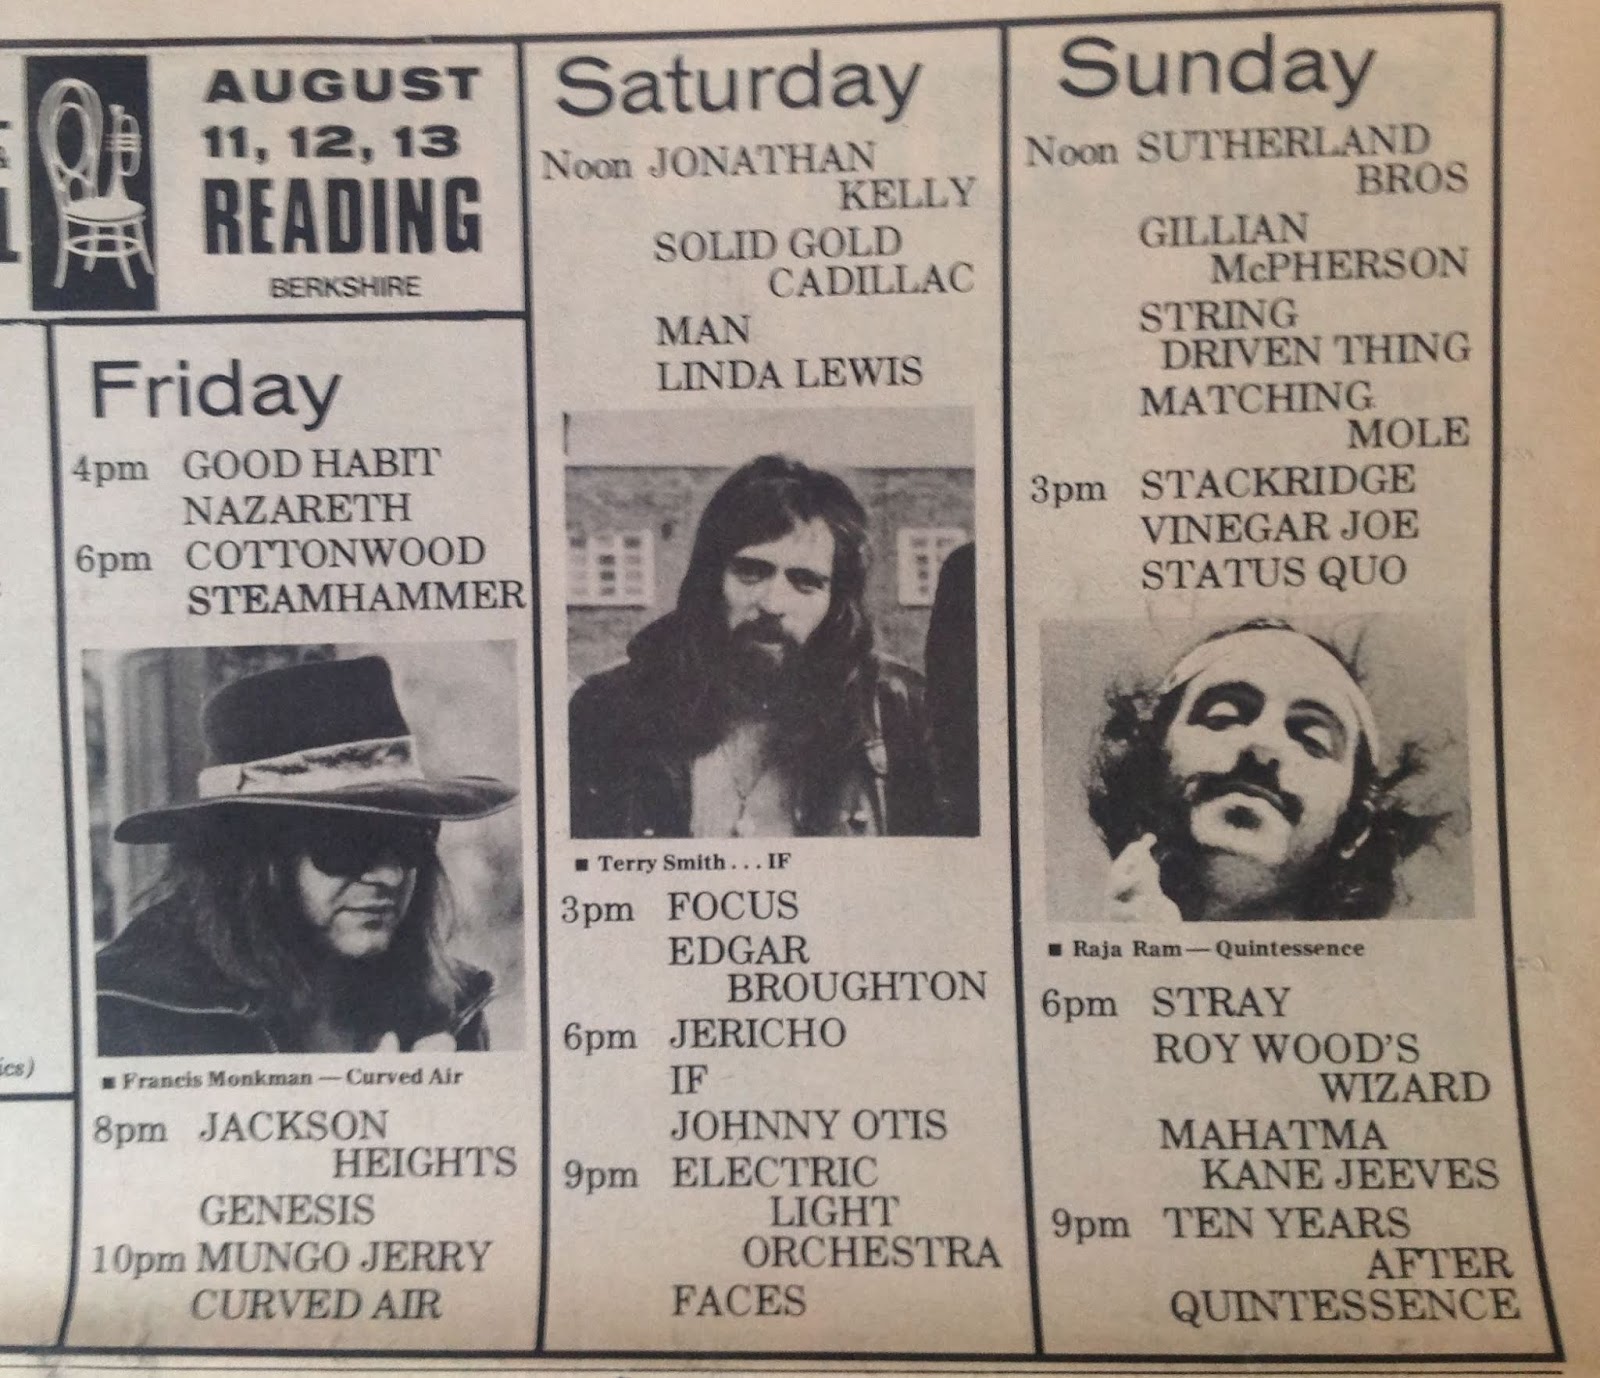 AUGUST
11, 12, 13
READING
BERKSHIRE
Friday
4pm GOOD HABIT
NAZARETH
6pm COTTONWOOD
STEAMHAMMER
■ Francis Monkman — Curved Air
8pm JACKSON
HEIGHTS
GENESIS
10pm MUNGO JERRY
CURVED AIR
Saturday
Noon JONATHAN
KELLY
SOLID GOLD
CADILLAC
MAN
LINDA LEWIS
■ Terry Smith . . . IF
3pm FOCUS
EDGAR
BROUGHTON
6pm JERICHO
IF
JOHNNY OTIS
9pm ELECTRIC
LIGHT
ORCHESTRA
FACES
Sunday
Noon SUTHERLAND
BROS
GILLIAN
McPHERSON
STRING
DRIVEN THING
MATCHING
MOLE
3pm STACKRIDGE
VINEGAR JOE
STATUS QUO
■ Raja Ram — Quintessence
6pm STRAY
ROY WOOD'S
WIZARD
MAHATMA
KANE JEEVES
9pm TEN YEARS
AFTER
QUINTESSENCE